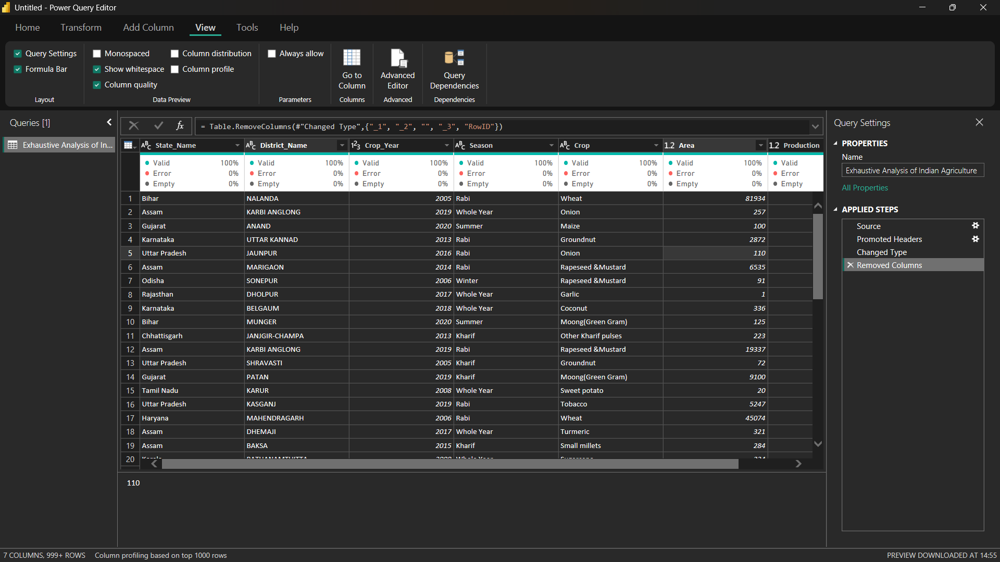 Untitled - Power Query Editor
Home Transform Add Column View Tools Help
Query Settings Monospaced Column distribution Always allow
Formula Bar Show whitespace Column profile
Column quality
Go to Column
Advanced Editor
Query Dependencies
Layout Data Preview Parameters Columns Advanced Dependencies
Queries [1]
Exhaustive Analysis of In...
fx
= Table.RemoveColumns(#"Changed Type",{"_1", "_2", "", "_3", "RowID"})
ABC State_Name ABC District_Name 123 Crop_Year ABC Season ABC Crop 1.2 Area 1.2 Production
Valid 100% Valid 100% Valid 100% Valid 100% Valid 100% Valid 100% Valid
Error 0% Error 0% Error 0% Error 0% Error 0% Error 0% Error
Empty 0% Empty 0% Empty 0% Empty 0% Empty 0% Empty 0% Empty
1 Bihar NALANDA 2005 Rabi Wheat 81934
2 Assam KARBI ANGLONG 2019 Whole Year Onion 257
3 Gujarat ANAND 2020 Summer Maize 100
4 Karnataka UTTAR KANNAD 2013 Rabi Groundnut 2872
5 Uttar Pradesh JAUNPUR 2016 Rabi Onion 110
6 Assam MARIGAON 2014 Rabi Rapeseed &Mustard 6535
7 Odisha SONEPUR 2006 Winter Rapeseed &Mustard 91
8 Rajasthan DHOLPUR 2017 Whole Year Garlic 1
9 Karnataka BELGAUM 2018 Whole Year Coconut 336
10 Bihar MUNGER 2020 Summer Moong(Green Gram) 125
11 Chhattisgarh JANJGIR-CHAMPA 2013 Kharif Other Kharif pulses 223
12 Assam KARBI ANGLONG 2019 Rabi Rapeseed &Mustard 19337
13 Uttar Pradesh SHRAVASTI 2005 Kharif Groundnut 72
14 Gujarat PATAN 2019 Kharif Moong(Green Gram) 9100
15 Tamil Nadu KARUR 2008 Whole Year Sweet potato 20
16 Uttar Pradesh KASGANJ 2019 Rabi Tobacco 5247
17 Haryana MAHENDRAGARH 2006 Rabi Wheat 45074
18 Assam DHEMAJI 2017 Whole Year Turmeric 321
19 Assam BAKSA 2015 Kharif Small millets 284
20
110
Query Settings
PROPERTIES
Name
Exhaustive Analysis of Indian Agriculture
All Properties
APPLIED STEPS
Source
Promoted Headers
Changed Type
Removed Columns
7 COLUMNS, 999+ ROWS Column profiling based on top 1000 rows PREVIEW DOWNLOADED AT 14:55